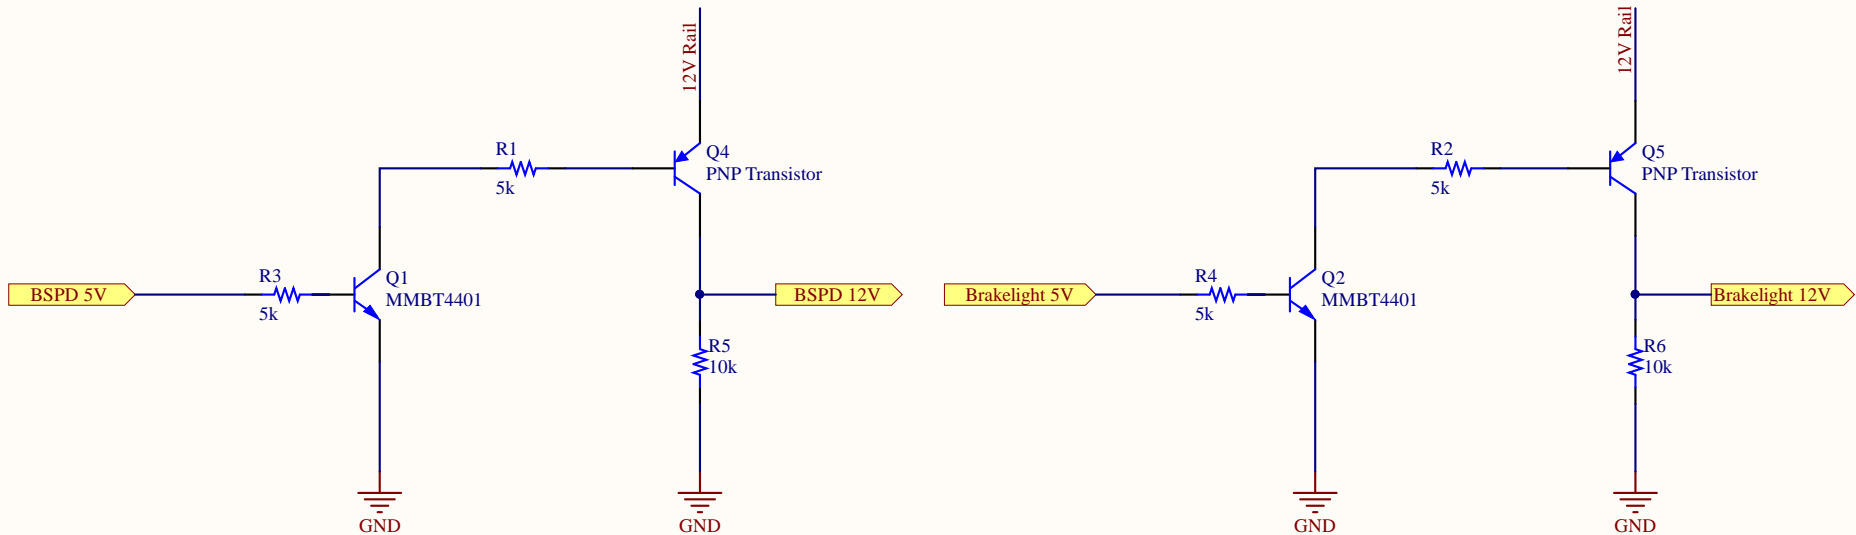 12V Rail
R1
5k
Q4
PNP Transistor
BSPD 5V
R3
5k
Q1
MMBT4401
BSPD 12V
R5
10k
GND
GND
12V Rail
R2
5k
Q5
PNP Transistor
Brakelight 5V
R4
5k
Q2
MMBT4401
Brakelight 12V
R6
10k
GND
GND